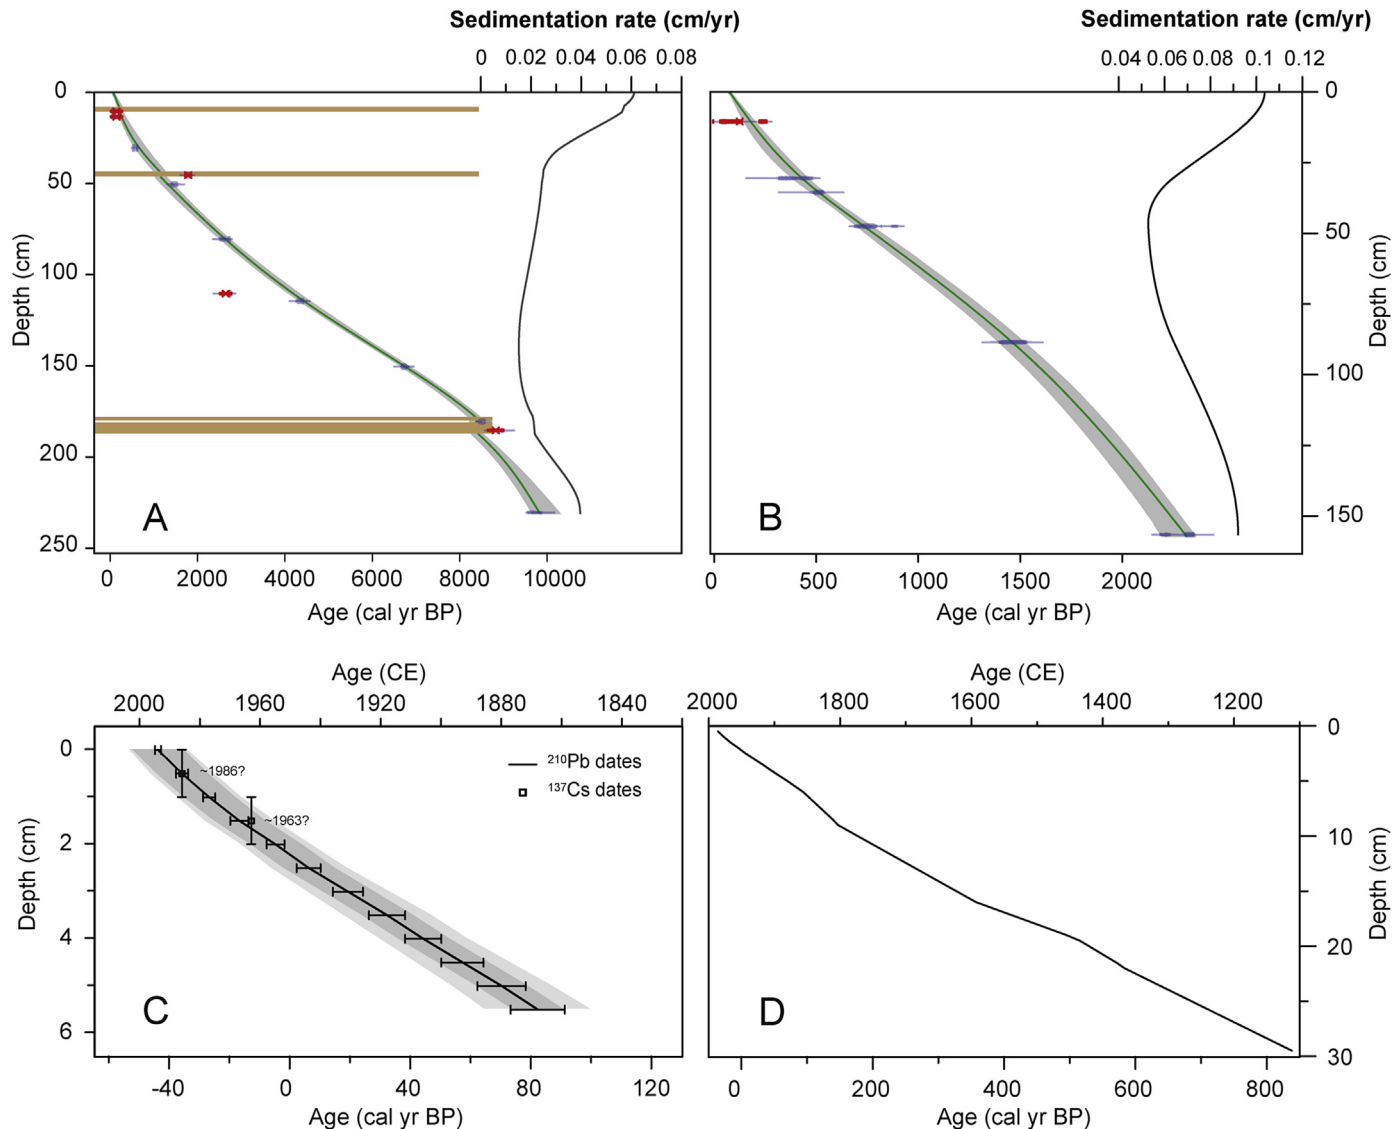 Sedimentation rate (cm/yr)
0 0.02 0.04 0.06 0.08
0
50
100
150
200
250
Depth (cm)
A
0 2000 4000 6000 8000 10000
Age (cal yr BP)
Sedimentation rate (cm/yr)
0.04 0.06 0.08 0.1 0.12
0
50
100
150
Depth (cm)
B
0 500 1000 1500 2000
Age (cal yr BP)
Age (CE)
2000 1960 1920 1880 1840
0
2
4
6
Depth (cm)
~1986?
~1963?
210Pb dates
137Cs dates
C
-40 0 40 80 120
Age (cal yr BP)
Age (CE)
2000 1800 1600 1400 1200
0
10
20
30
Depth (cm)
D
0 200 400 600 800
Age (cal yr BP)